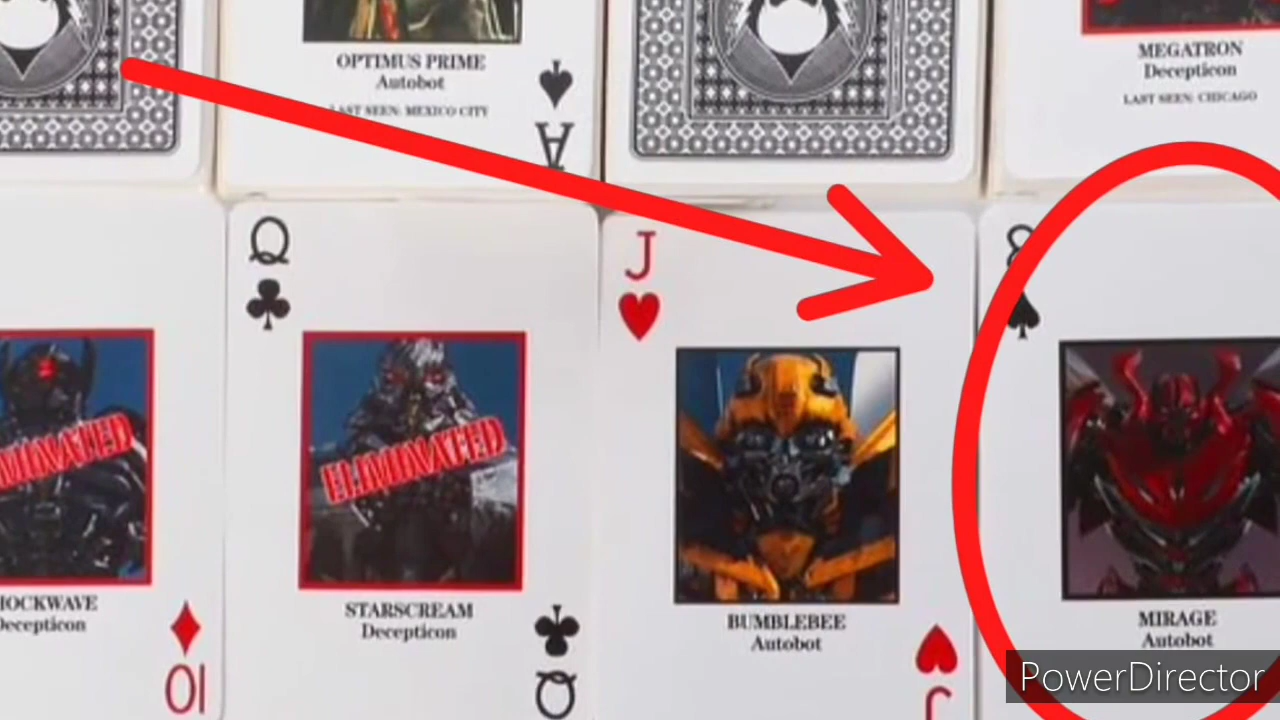 OPTIMUS PRIME
Autobot
LAST SEEN: MEXICO CITY
A
MEGATRON
Decepticon
LAST SEEN: CHICAGO
Q
J
8
ELIMINATED
HOCKWAVE
Decepticon
10
STARSCREAM
Decepticon
Q
BUMBLEBEE
Autobot
J
MIRAGE
Autobot
PowerDirector